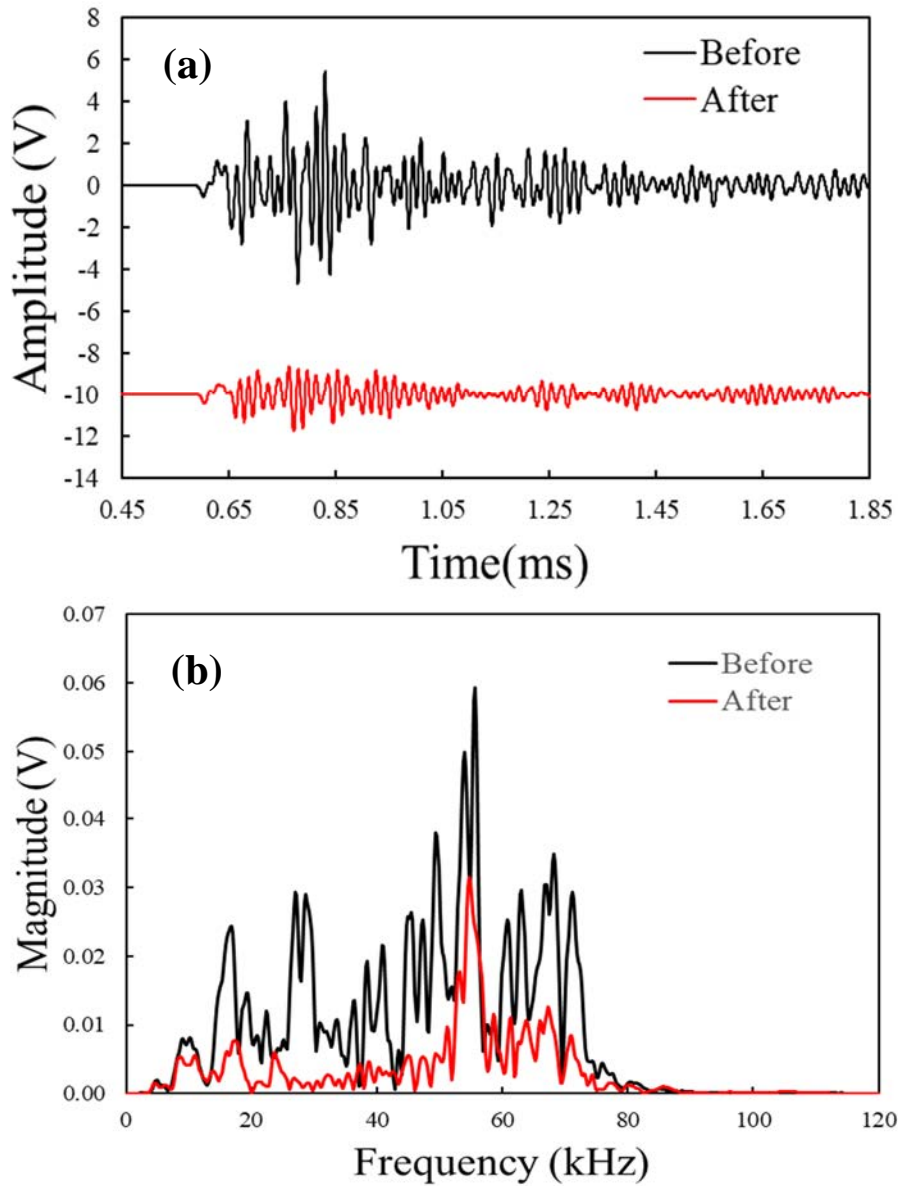 (a)
Before
After
8
6
4
2
0
-2
-4
-6
-8
-10
-12
-14
Amplitude (V)
0.45 0.65 0.85 1.05 1.25 1.45 1.65 1.85
Time(ms)
(b)
Before
After
0.07
0.06
0.05
0.04
0.03
0.02
0.01
0.00
Magnitude (V)
0 20 40 60 80 100 120
Frequency (kHz)